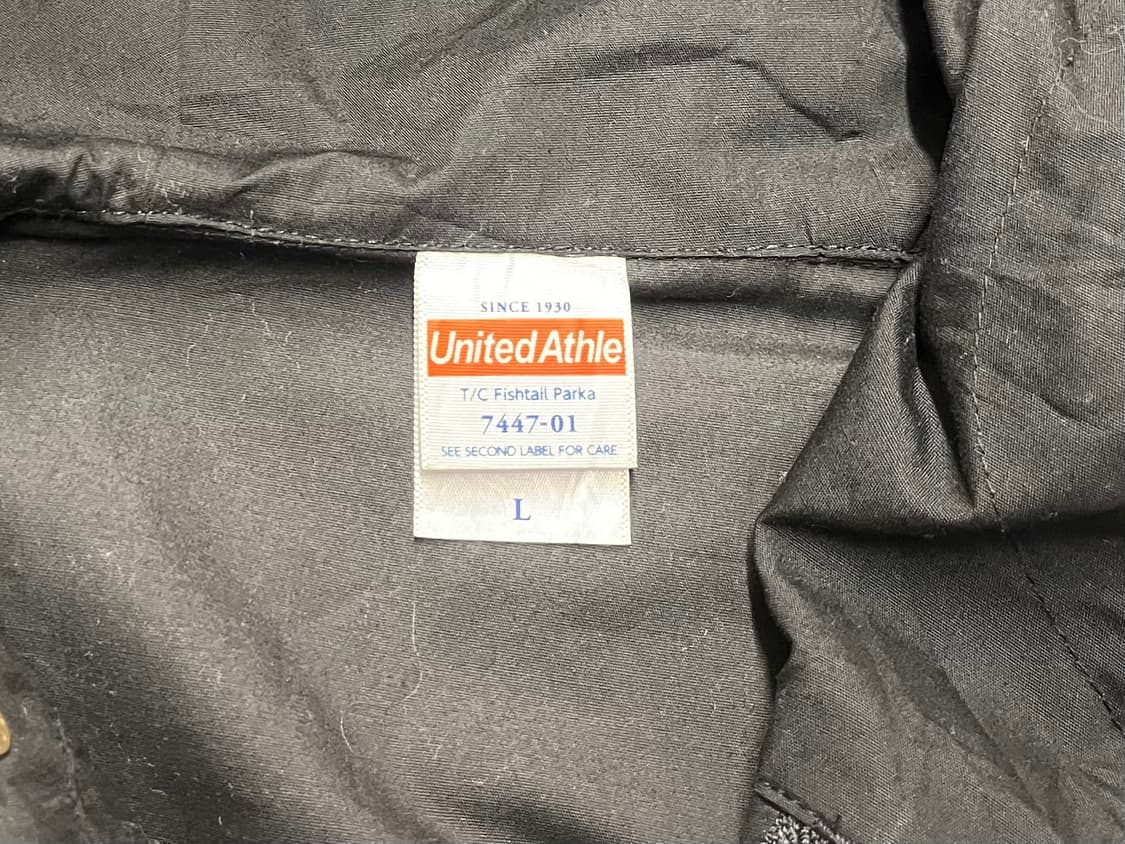 SINCE 1930
United Athle
T/C Fishtail Parka
7447-01
SEE SECOND LABEL FOR CARE
L